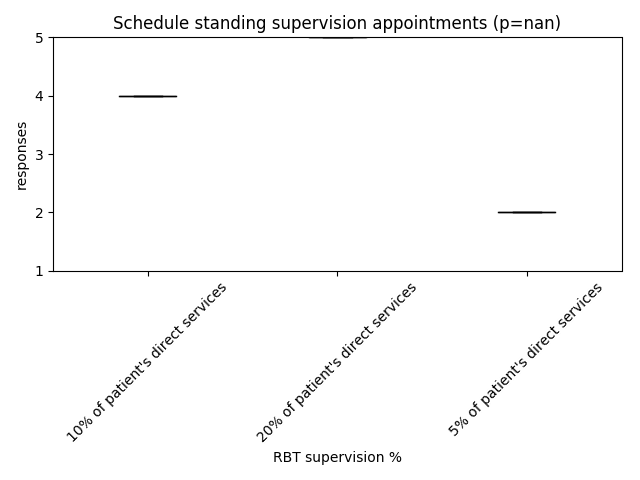 Schedule standing supervision appointments (p=nan)
5
4
3
2
1
responses
10% of patient's direct services
20% of patient's direct services
5% of patient's direct services
RBT supervision %